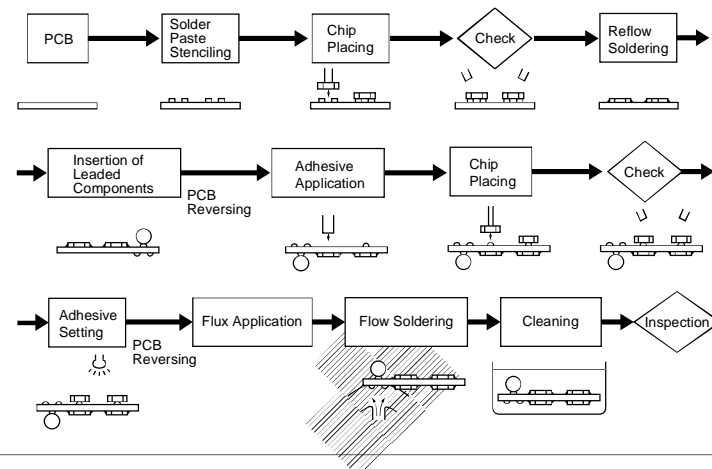 PCB
Solder
Paste
Stenciling
Chip
Placing
Check
Reflow
Soldering
Insertion of
Leaded
Components
PCB
Reversing
Adhesive
Application
Chip
Placing
Check
Adhesive
Setting
PCB
Reversing
Flux Application
Flow Soldering
Cleaning
Inspection